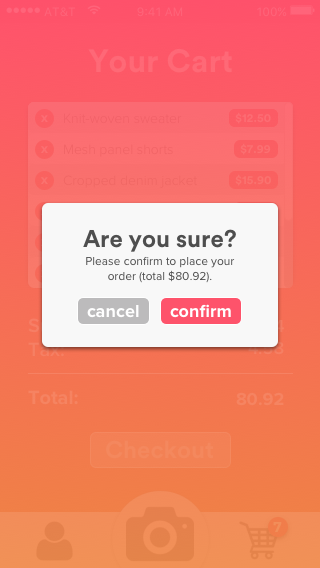 AT&T 9:41 AM 100%
Your Cart
x Knit-woven sweater $12.50
x Mesh panel shorts $7.99
x Cropped denim jacket $15.90
Are you sure?
Please confirm to place your
order (total $80.92).
cancel confirm
Tax:
Total: 80.92
Checkout
7